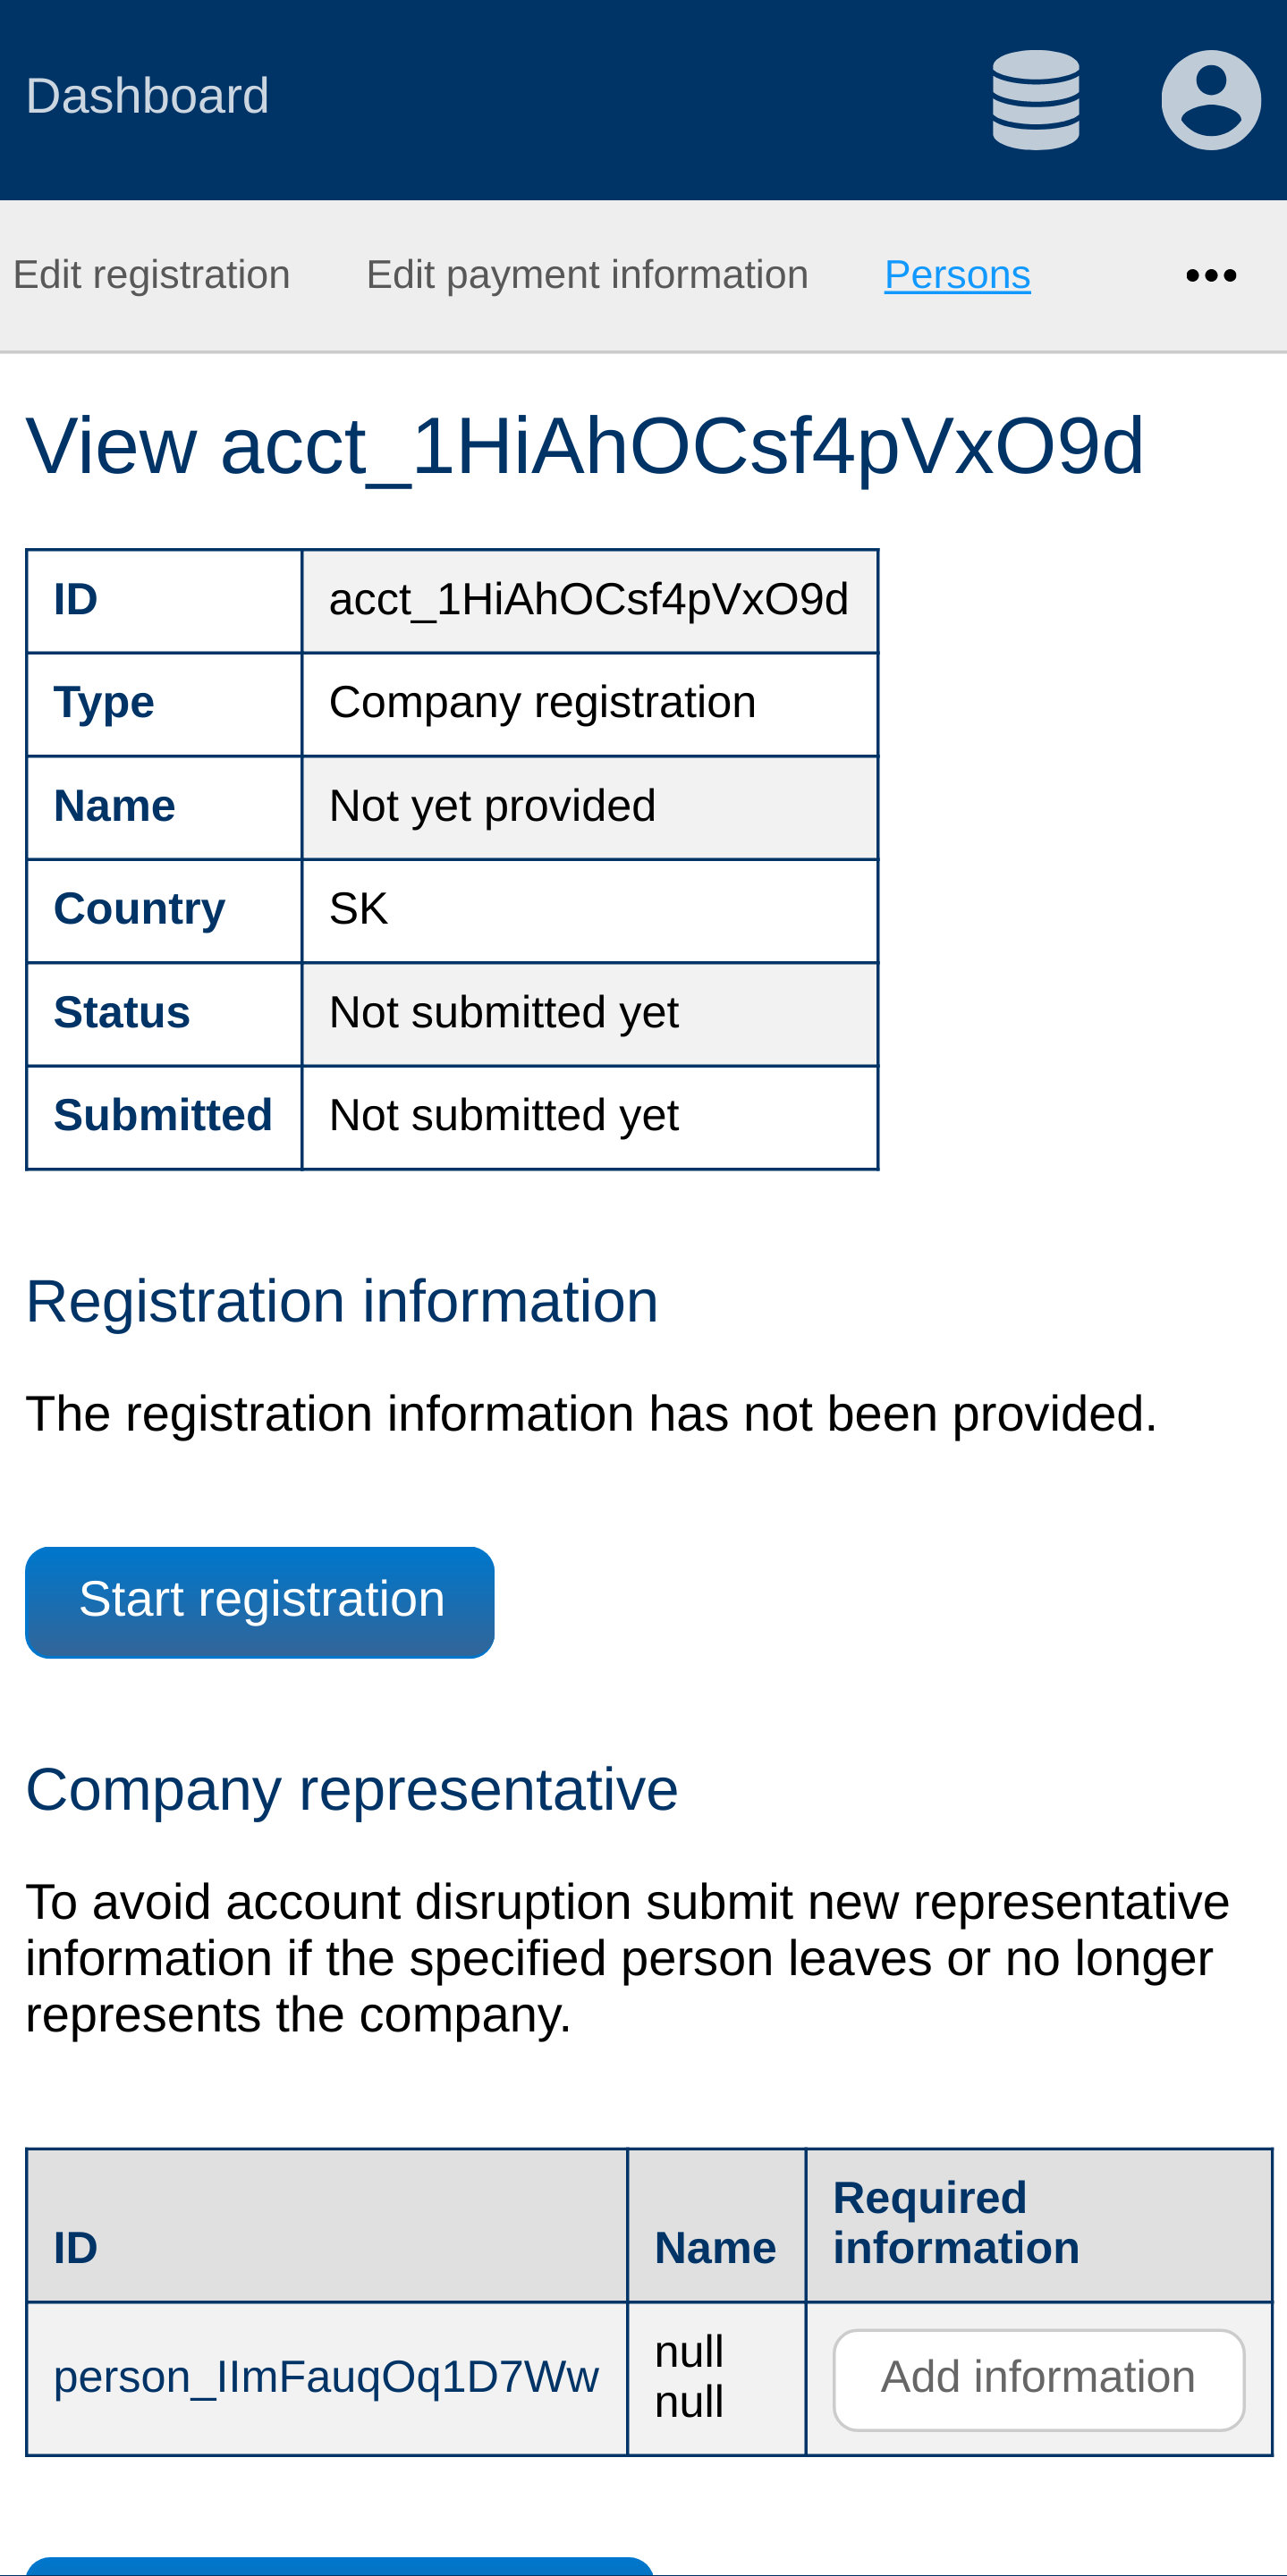 Dashboard
Edit registration Edit payment information Persons •••
View acct_1HiAhOCsf4pVxO9d
ID acct_1HiAhOCsf4pVxO9d
Type Company registration
Name Not yet provided
Country SK
Status Not submitted yet
Submitted Not submitted yet
Registration information
The registration information has not been provided.
Start registration
Company representative
To avoid account disruption submit new representative
information if the specified person leaves or no longer
represents the company.
ID Name Required
information
person_IImFauqOq1D7Ww null
null Add information